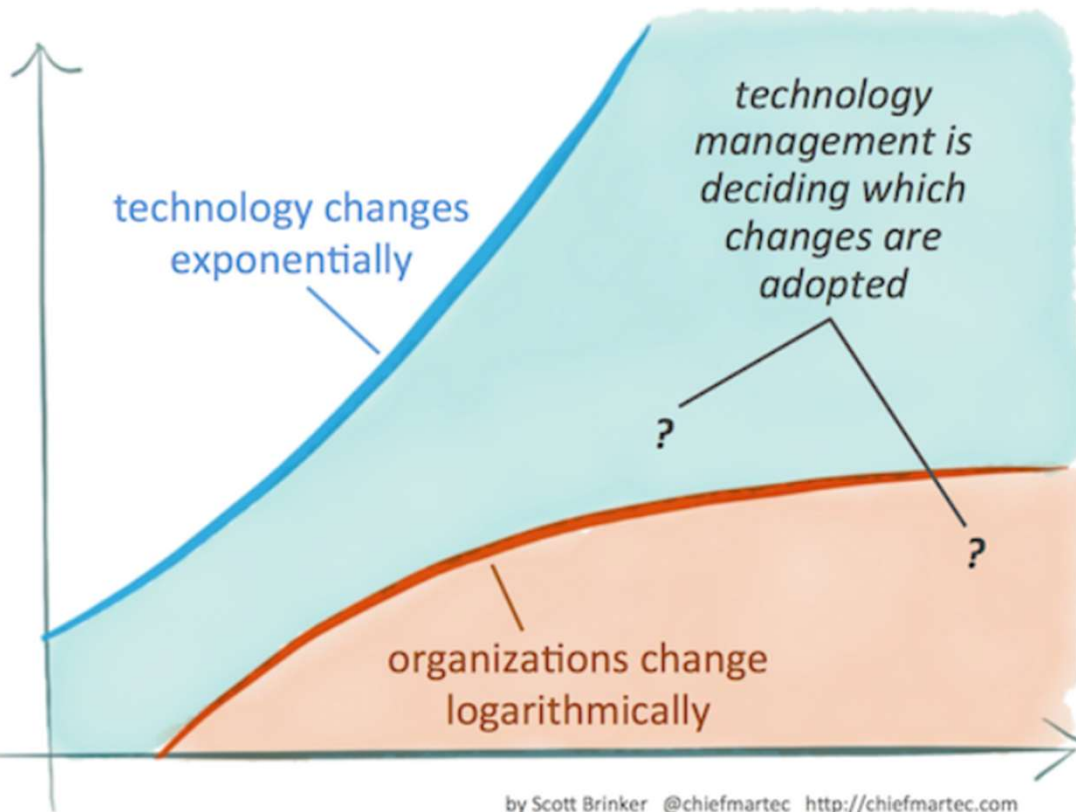 technology changes
exponentially
technology
management is
deciding which
changes are
adopted
?
?
organizations change
logarithmically
by Scott Brinker @chiefmartec http://chiefmartec.com